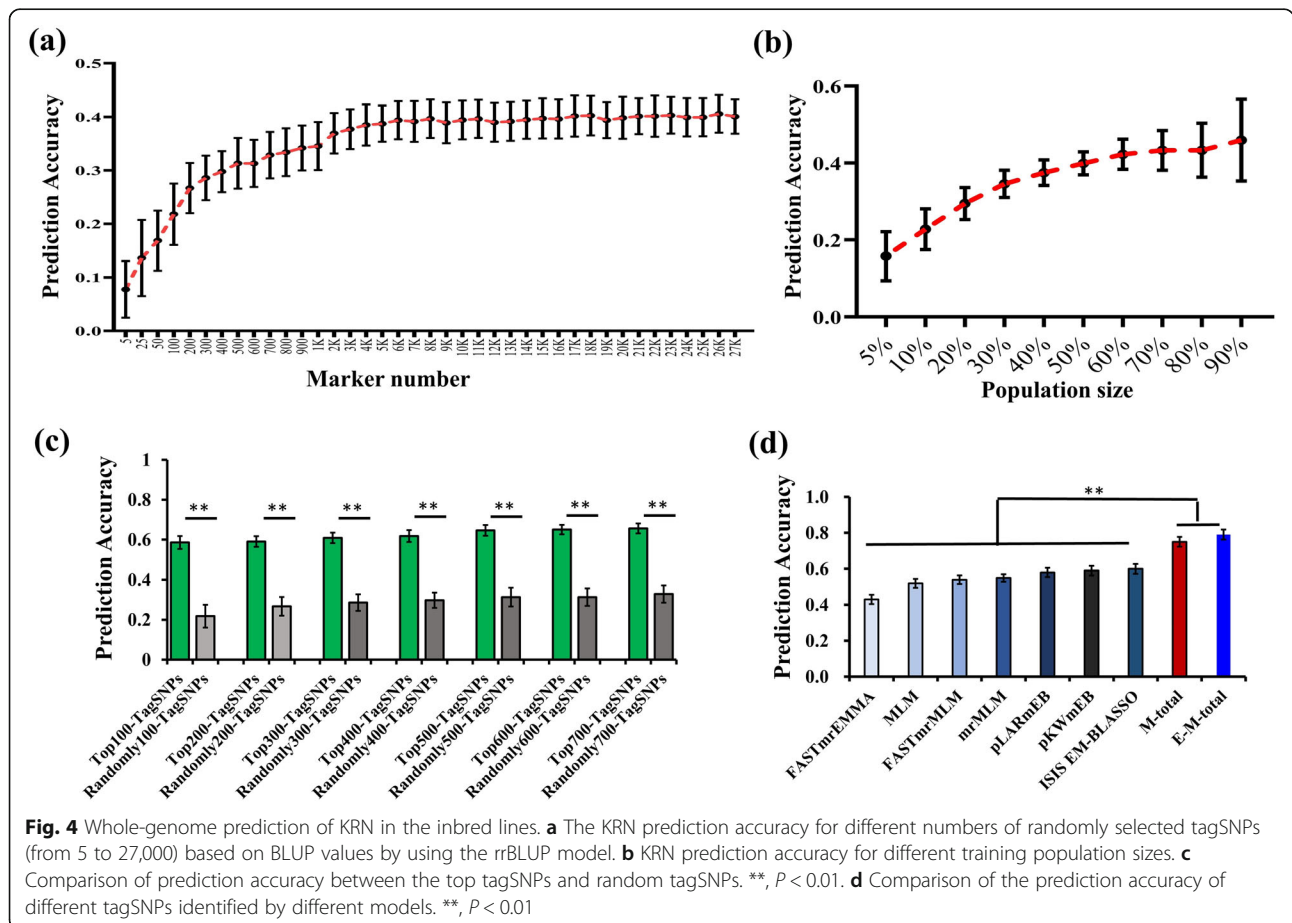 (a)
Prediction Accuracy
0.5
0.4
0.3
0.2
0.1
0.0
5 25 50 100 200 300 400 500 600 700 800 900 1K 2K 3K 4K 5K 6K 7K 8K 9K 10K 11K 12K 13K 14K 15K 16K 17K 18K 19K 20K 21K 22K 23K 24K 25K 26K 27K
Marker number
(b)
Prediction Accuracy
0.6
0.4
0.2
0.0
5% 10% 20% 30% 40% 50% 60% 70% 80% 90%
Population size
(c)
Prediction Accuracy
1
0.8
0.6
0.4
0.2
0
** ** ** ** ** ** **
Top100-TagSNPs
Randomly100-TagSNPs
Top200-TagSNPs
Randomly200-TagSNPs
Top300-TagSNPs
Randomly300-TagSNPs
Top400-TagSNPs
Randomly400-TagSNPs
Top500-TagSNPs
Randomly500-TagSNPs
Top600-TagSNPs
Randomly600-TagSNPs
Top700-TagSNPs
Randomly700-TagSNPs
(d)
Prediction Accuracy
1.0
0.8
0.6
0.4
0.2
0.0
**
FASTmrEMMA
MLM
FASTmrMLM
mrMLM
pLARmEB
pKWmEB
ISIS EM-BLASSO
M-total
E-M-total
Fig. 4 Whole-genome prediction of KRN in the inbred lines. a The KRN prediction accuracy for different numbers of randomly selected tagSNPs
(from 5 to 27,000) based on BLUP values by using the rrBLUP model. b KRN prediction accuracy for different training population sizes. c
Comparison of prediction accuracy between the top tagSNPs and random tagSNPs. **, P < 0.01. d Comparison of the prediction accuracy of
different tagSNPs identified by different models. **, P < 0.01